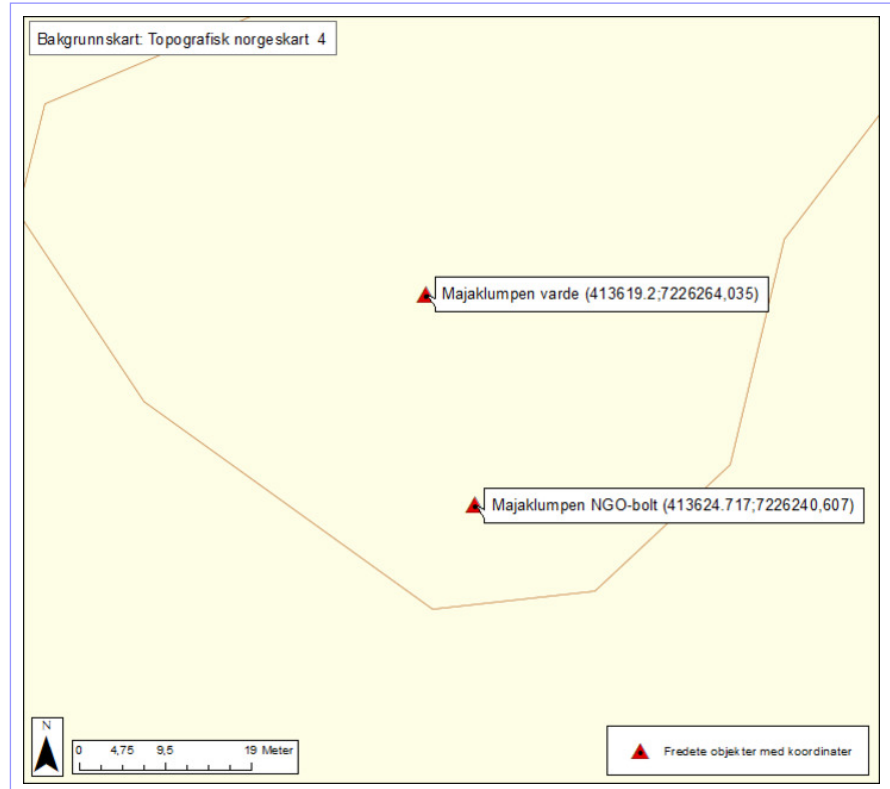 Bakgrunnskart: Topografisk norgeskart 4
Majaklumpen varde (413619.2;7226264,035)
Majaklumpen NGO-bolt (413624.717;7226240,607)
N
0 4,75 9,5 19 Meter
Fredete objekter med koordinater